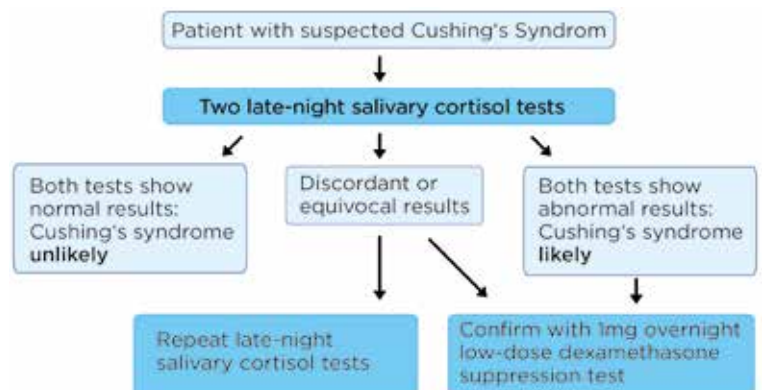 Patient with suspected Cushing's Syndrom
Two late-night salivary cortisol tests
Both tests show
normal results:
Cushing's syndrome
unlikely
Discordant or
equivocal results
Both tests show
abnormal results:
Cushing's syndrome
likely
Repeat late-night
salivary cortisol tests
Confirm with 1mg overnight
low-dose dexamethasone
suppression test